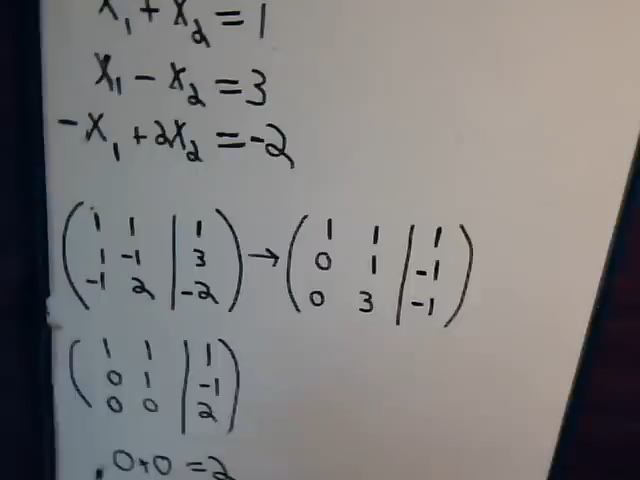 x₁ + x₂ = 1
x₁ - x₂ = 3
-x₁ + 2x₂ = -2
( 1 1 | 1 ) → ( 1 1 | 1 )
( 1 -1 | 3 ) ( 0 1 | -1 )
( -1 2 | -2 ) ( 0 3 | -1 )
( 1 1 | 1 )
( 0 1 | -1 )
( 0 0 | 2 )
0+0 = 2